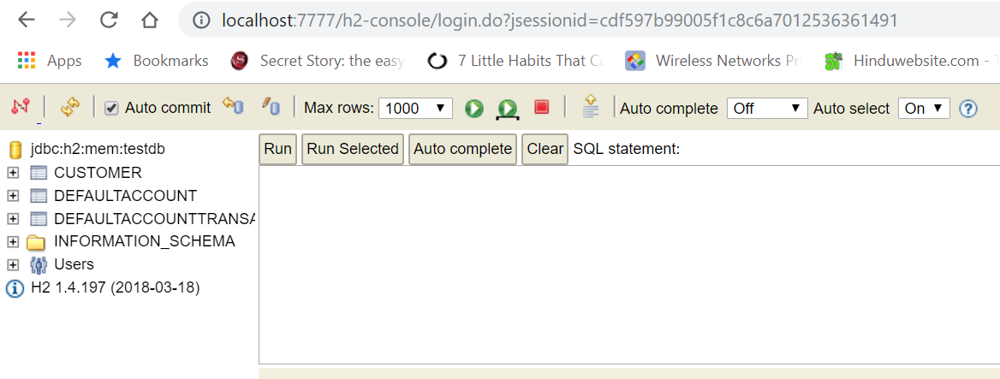 localhost:7777/h2-console/login.do?jsessionid=cdf597b99005f1c8c6a7012536361491
Apps Bookmarks Secret Story: the easy 7 Little Habits That Ca Wireless Networks Pr Hinduwebsite.com - T
Auto commit Max rows: 1000 Auto complete Off Auto select On
Run Run Selected Auto complete Clear SQL statement:
jdbc:h2:mem:testdb
CUSTOMER
DEFAULTACCOUNT
DEFAULTACCOUNTTRANSA
INFORMATION_SCHEMA
Users
H2 1.4.197 (2018-03-18)